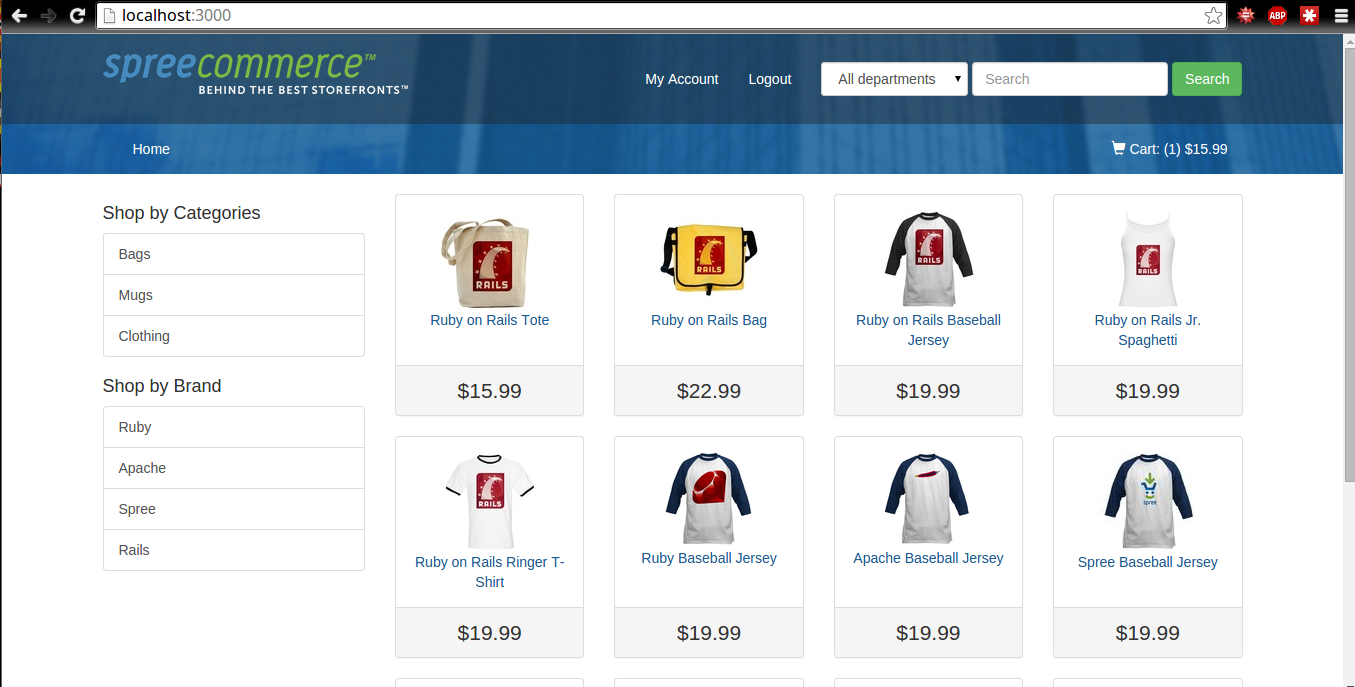 localhost:3000
ABP
spreecommerce™
BEHIND THE BEST STOREFRONTS™
My Account
Logout
All departments
Search
Search
Home
Cart: (1) $15.99
Shop by Categories
Bags
Mugs
Clothing
Shop by Brand
Ruby
Apache
Spree
Rails
RAILS
Ruby on Rails Tote
$15.99
RAILS
Ruby on Rails Bag
$22.99
RAILS
Ruby on Rails Baseball
Jersey
$19.99
RAILS
Ruby on Rails Jr.
Spaghetti
$19.99
RAILS
Ruby on Rails Ringer T-
Shirt
$19.99
Ruby Baseball Jersey
$19.99
Apache Baseball Jersey
$19.99
spree
Spree Baseball Jersey
$19.99